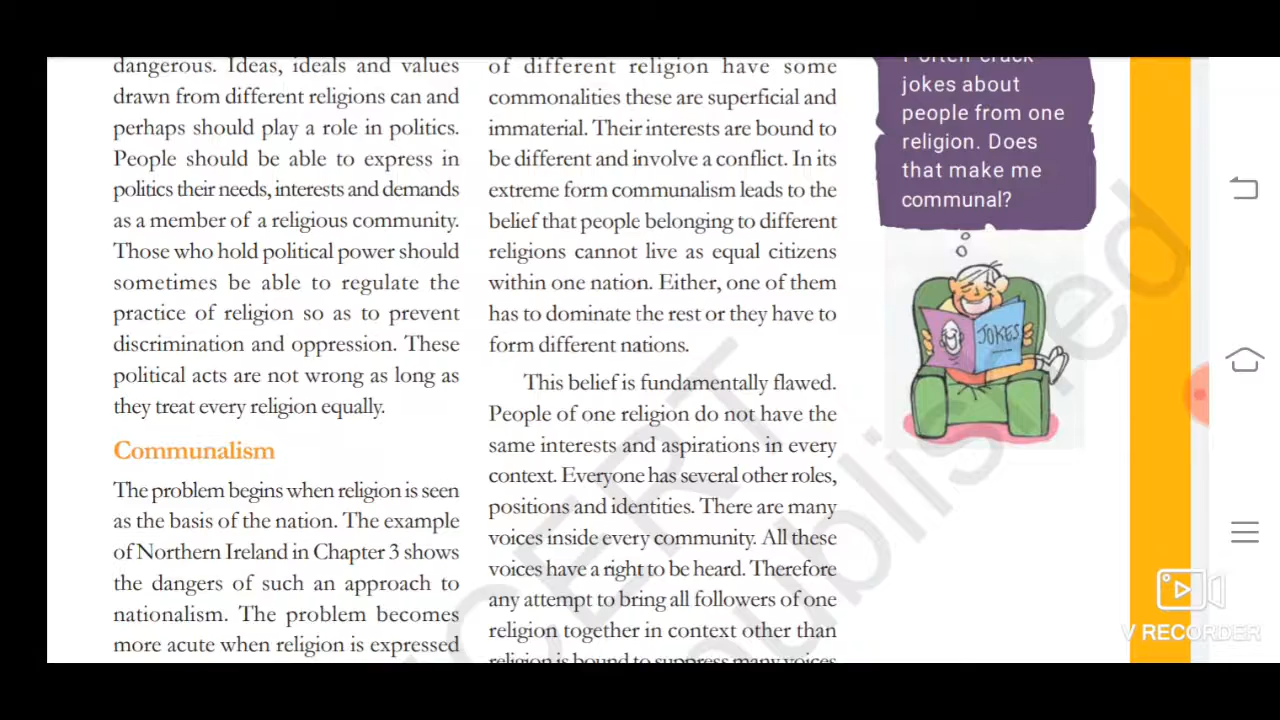 dangerous. Ideas, ideals and values
drawn from different religions can and
perhaps should play a role in politics.
People should be able to express in
politics their needs, interests and demands
as a member of a religious community.
Those who hold political power should
sometimes be able to regulate the
practice of religion so as to prevent
discrimination and oppression. These
political acts are not wrong as long as
they treat every religion equally.
Communalism
The problem begins when religion is seen
as the basis of the nation. The example
of Northern Ireland in Chapter 3 shows
the dangers of such an approach to
nationalism. The problem becomes
more acute when religion is expressed
of different religion have some
commonalities these are superficial and
immaterial. Their interests are bound to
be different and involve a conflict. In its
extreme form communalism leads to the
belief that people belonging to different
religions cannot live as equal citizens
within one nation. Either, one of them
has to dominate the rest or they have to
form different nations.
This belief is fundamentally flawed.
People of one religion do not have the
same interests and aspirations in every
context. Everyone has several other roles,
positions and identities. There are many
voices inside every community. All these
voices have a right to be heard. Therefore
any attempt to bring all followers of one
religion together in context other than
religion is bound to suppress many voices
I often crack
jokes about
people from one
religion. Does
that make me
communal?
JOKES
V RECORDER